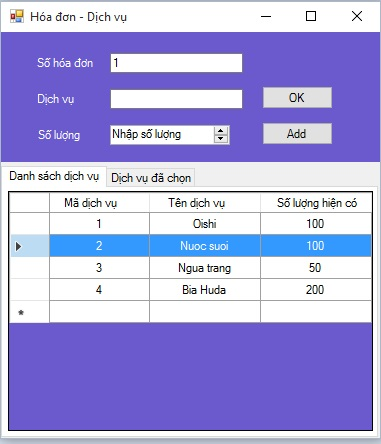 Hóa đơn - Dịch vụ
Số hóa đơn 1
Dịch vụ OK
Số lượng Nhập số lượng Add
Danh sách dịch vụ Dịch vụ đã chọn
Mã dịch vụ Tên dịch vụ Số lượng hiện có
1 Oishi 100
2 Nuoc suoi 100
3 Ngua trang 50
4 Bia Huda 200